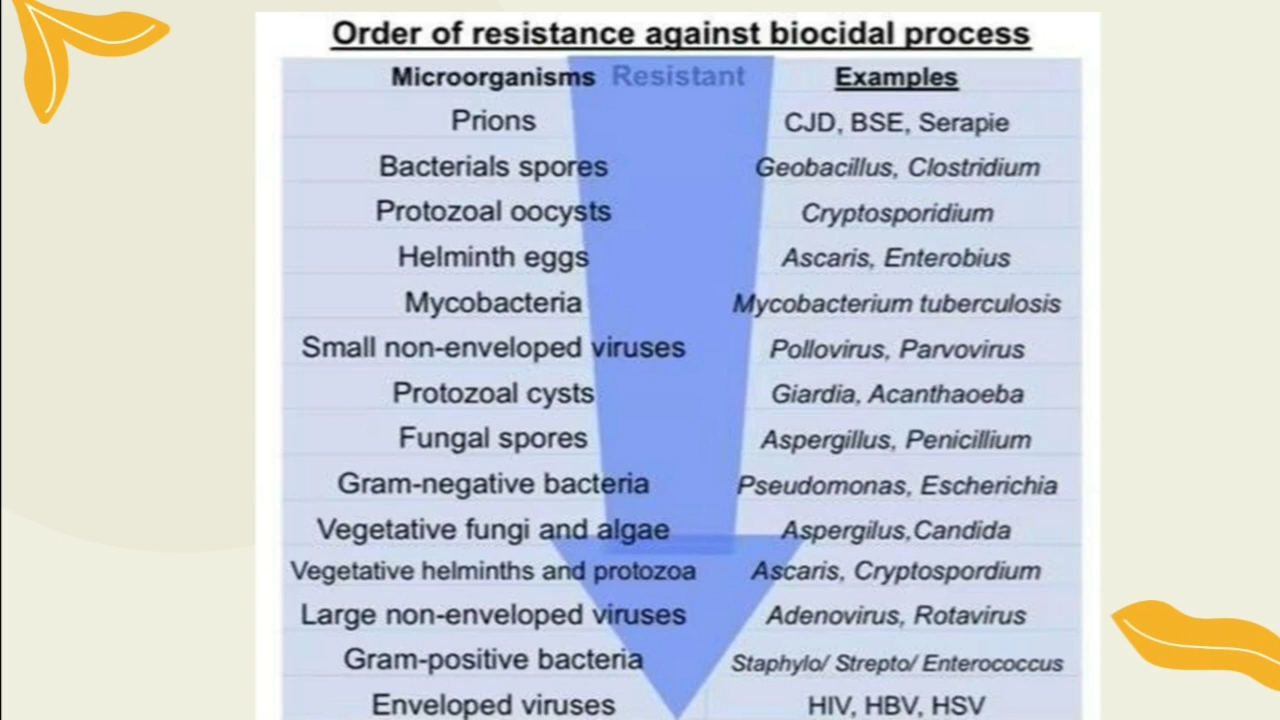 Order of resistance against biocidal process
Microorganisms Resistant Examples
Prions CJD, BSE, Serapie
Bacterials spores Geobacillus, Clostridium
Protozoal oocysts Cryptosporidium
Helminth eggs Ascaris, Enterobius
Mycobacteria Mycobacterium tuberculosis
Small non-enveloped viruses Pollovirus, Parvovirus
Protozoal cysts Giardia, Acanthaoeba
Fungal spores Aspergillus, Penicillium
Gram-negative bacteria Pseudomonas, Escherichia
Vegetative fungi and algae Aspergilus,Candida
Vegetative helminths and protozoa Ascaris, Cryptospordium
Large non-enveloped viruses Adenovirus, Rotavirus
Gram-positive bacteria Staphylo/ Strepto/ Enterococcus
Enveloped viruses HIV, HBV, HSV